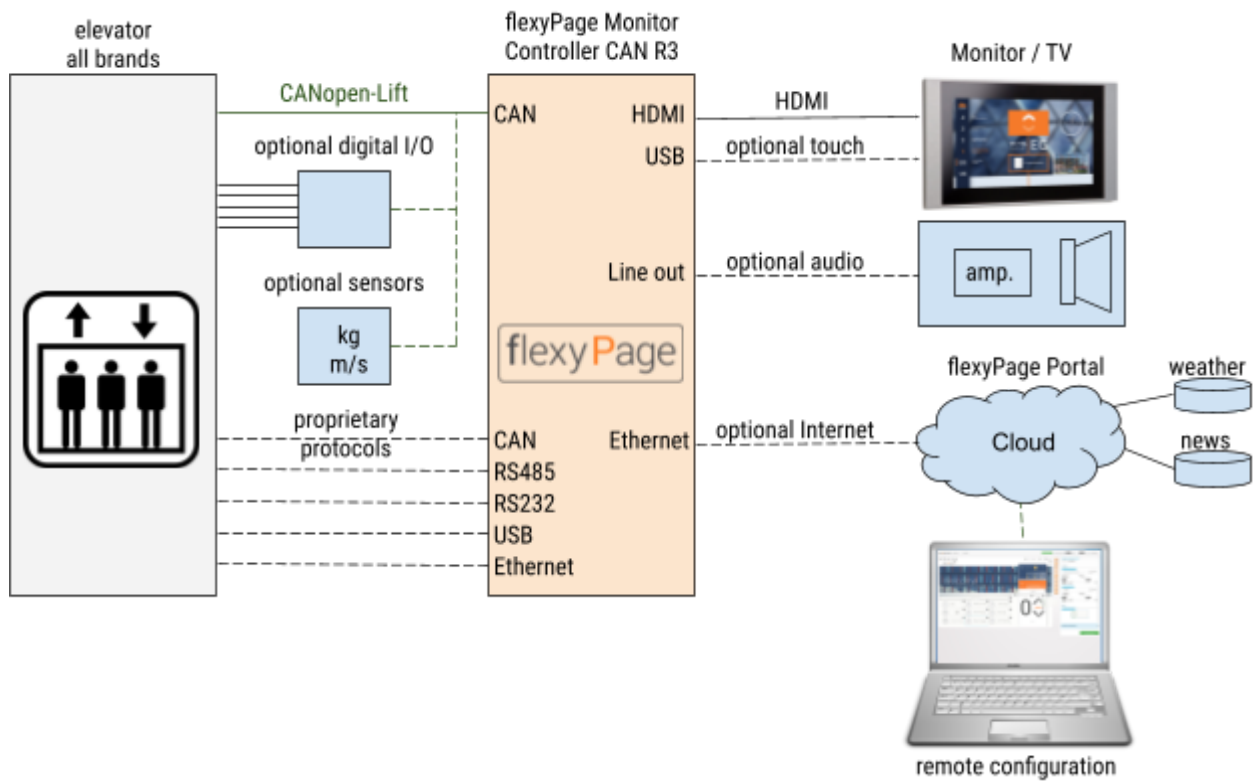 elevator
all brands
flexyPage Monitor
Controller CAN R3
Monitor / TV
CANopen-Lift
CAN
HDMI
HDMI
optional digital I/O
USB
optional touch
Line out
optional audio
amp.
optional sensors
kg
m/s
flexyPage
flexyPage Portal
weather
proprietary
protocols
CAN
Ethernet
optional Internet
Cloud
news
RS485
RS232
USB
Ethernet
remote configuration